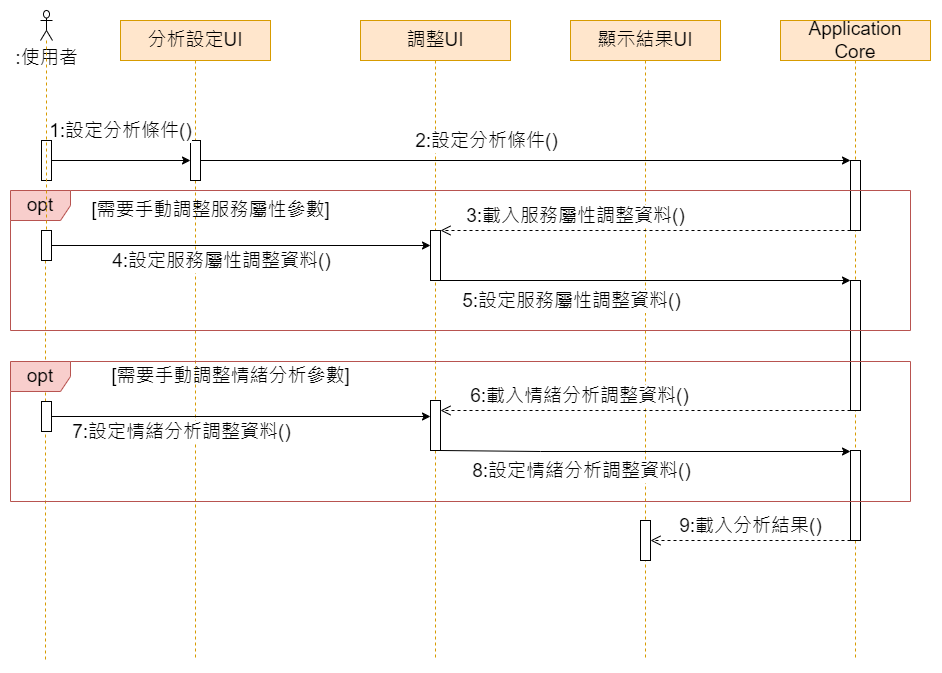 :使用者
分析設定UI
調整UI
顯示結果UI
Application
Core
1:設定分析條件()
2:設定分析條件()
opt
[需要手動調整服務屬性參數]
3:載入服務屬性調整資料()
4:設定服務屬性調整資料()
5:設定服務屬性調整資料()
opt
[需要手動調整情緒分析參數]
6:載入情緒分析調整資料()
7:設定情緒分析調整資料()
8:設定情緒分析調整資料()
9:載入分析結果()